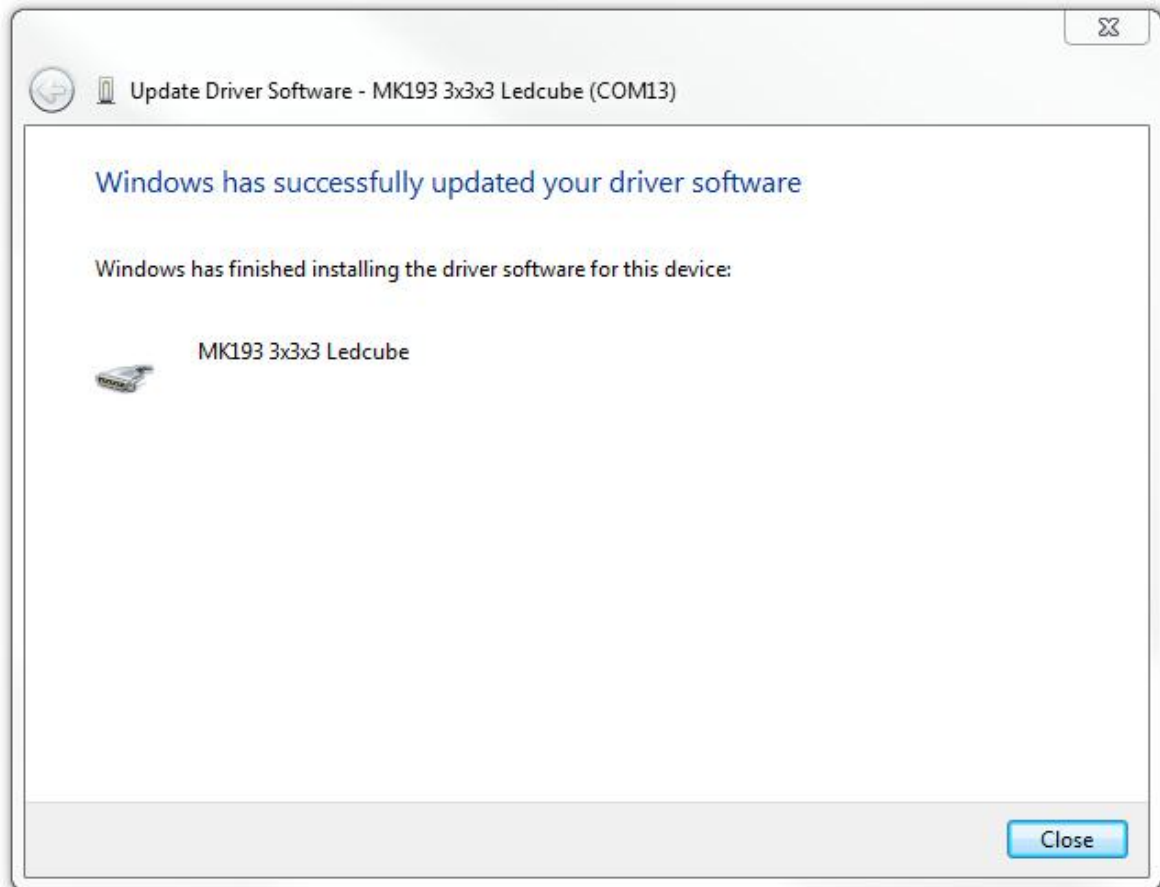 Update Driver Software - MK193 3x3x3 Ledcube (COM13)
Windows has successfully updated your driver software
Windows has finished installing the driver software for this device:
MK193 3x3x3 Ledcube
Close